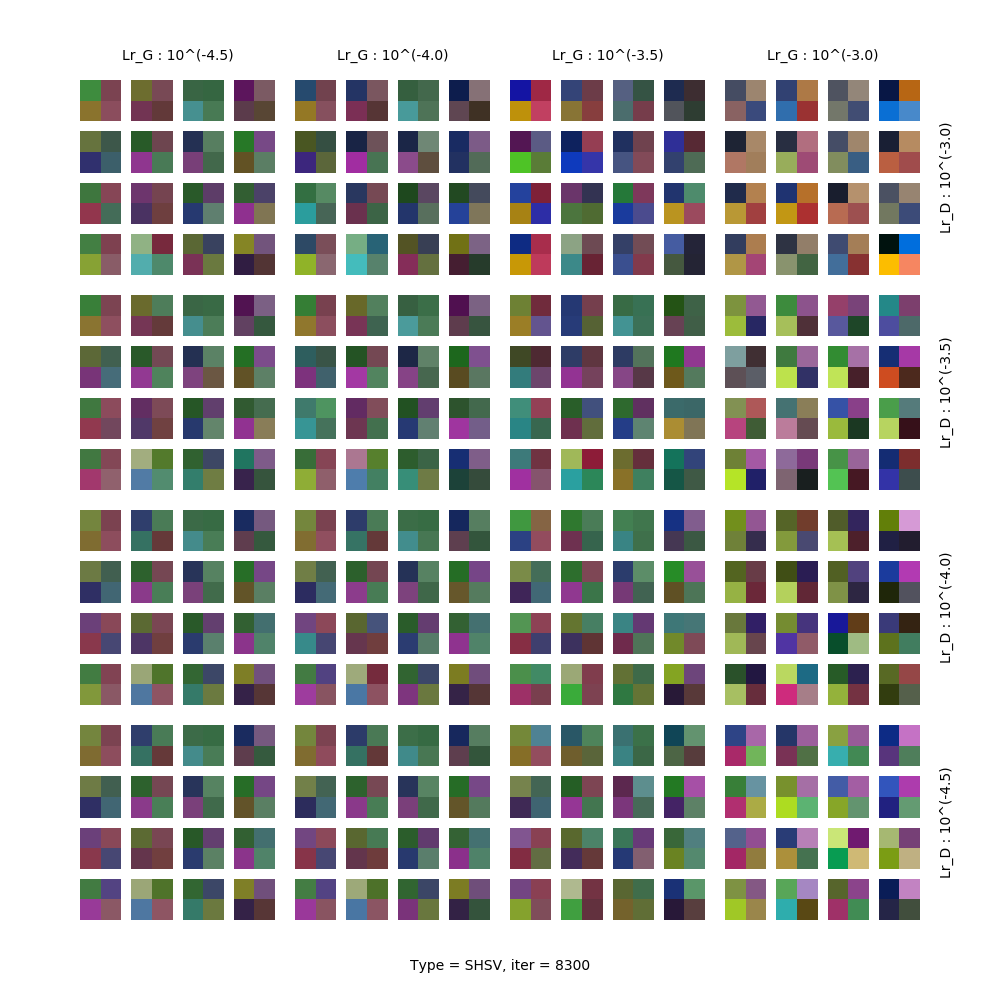 Lr_G : 10^(-4.5)
Lr_G : 10^(-4.0)
Lr_G : 10^(-3.5)
Lr_G : 10^(-3.0)
Lr_D : 10^(-3.0)
Lr_D : 10^(-3.5)
Lr_D : 10^(-4.0)
Lr_D : 10^(-4.5)
Type = SHSV, iter = 8300